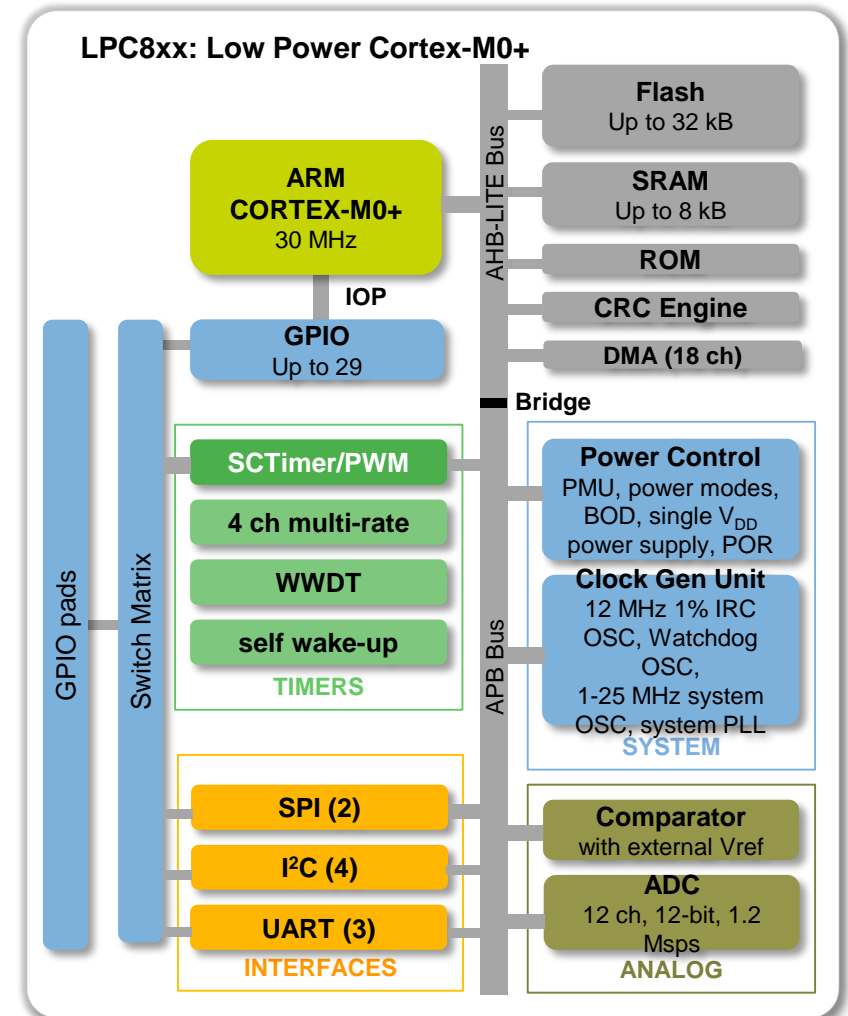 LPC8xx: Low Power Cortex-M0+
ARM
CORTEX-M0+
30 MHz
IOP
GPIO
Up to 29
AHB-LITE Bus
Flash
Up to 32 kB
SRAM
Up to 8 kB
ROM
CRC Engine
DMA (18 ch)
Bridge
GPIO pads
Switch Matrix
SCTimer/PWM
4 ch multi-rate
WWDT
self wake-up
TIMERS
APB Bus
Power Control
PMU, power modes,
BOD, single VDD
power supply, POR
Clock Gen Unit
12 MHz 1% IRC
OSC, Watchdog
OSC,
1-25 MHz system
OSC, system PLL
SYSTEM
SPI (2)
I²C (4)
UART (3)
INTERFACES
Comparator
with external Vref
ADC
12 ch, 12-bit, 1.2
Msps
ANALOG